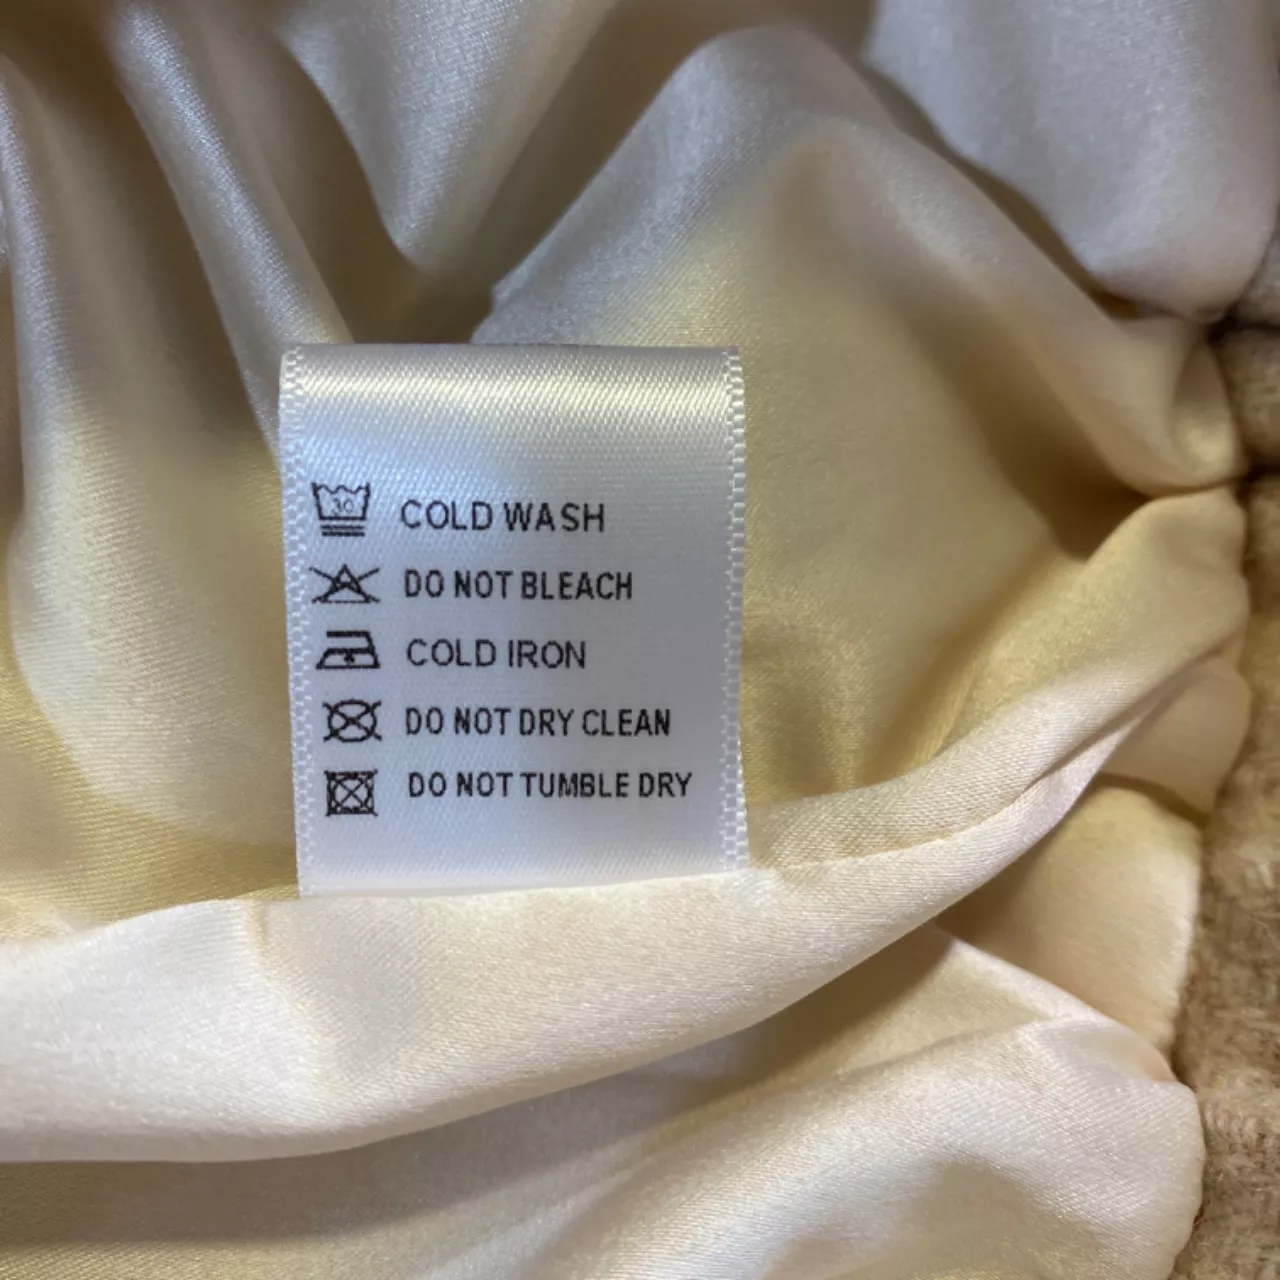 30 COLD WASH
DO NOT BLEACH
COLD IRON
DO NOT DRY CLEAN
DO NOT TUMBLE DRY